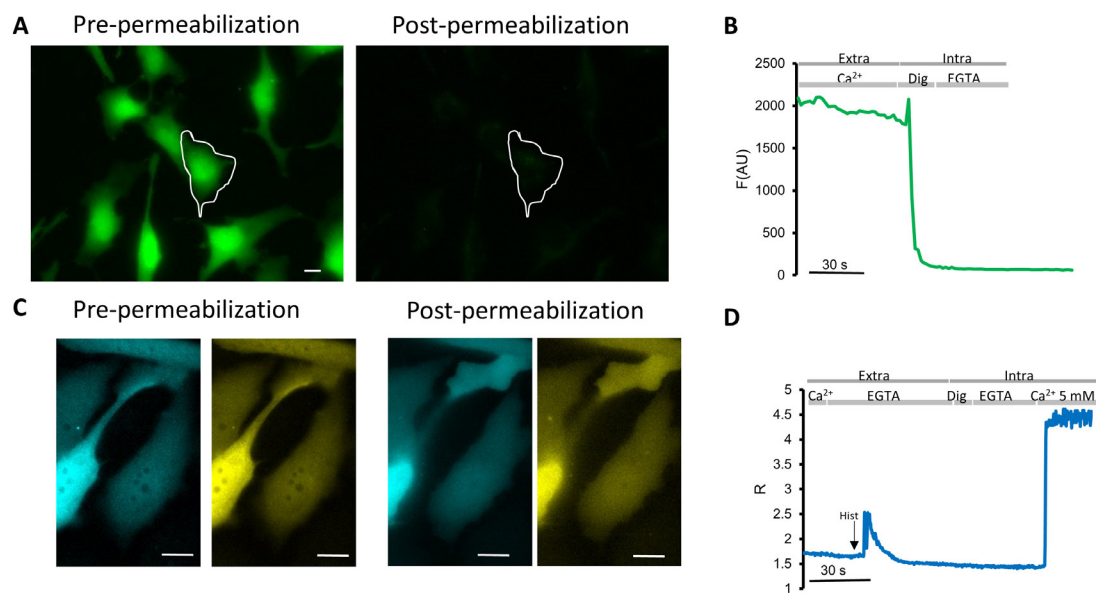 A
Pre-permeabilization
Post-permeabilization
B
Extra
Intra
Ca²⁺
Dig
EGTA
2500
2000
1500
1000
500
0
F(AU)
30 s
C
Pre-permeabilization
Post-permeabilization
D
Extra
Intra
Ca²⁺
EGTA
Dig
EGTA
Ca²⁺ 5 mM
5
4.5
4
3.5
3
2.5
2
1.5
1
R
Hist
30 s